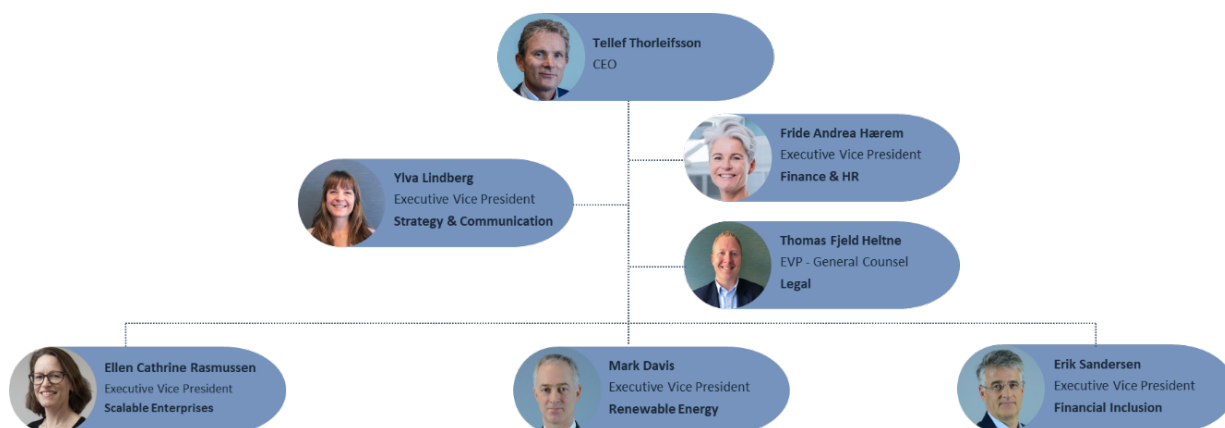 Tellef Thorleifsson
CEO
Fride Andrea Hærem
Executive Vice President
Finance & HR
Ylva Lindberg
Executive Vice President
Strategy & Communication
Thomas Fjeld Heltne
EVP - General Counsel
Legal
Ellen Cathrine Rasmussen
Executive Vice President
Scalable Enterprises
Mark Davis
Executive Vice President
Renewable Energy
Erik Sandersen
Executive Vice President
Financial Inclusion